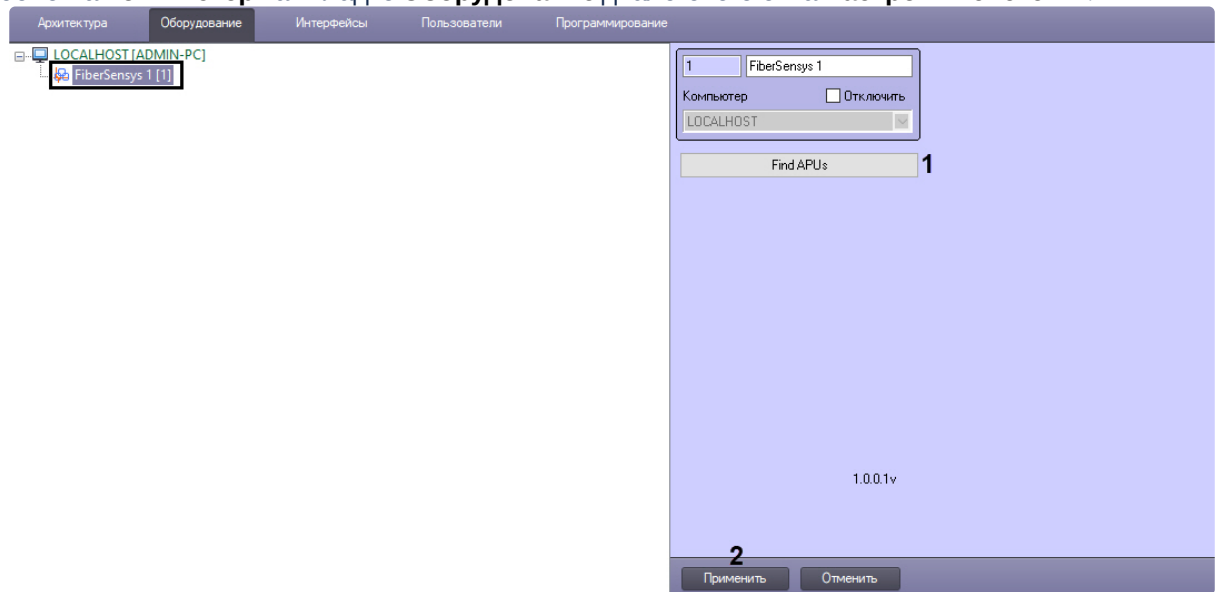 Архитектура Оборудование Интерфейсы Пользователи Программирование
LOCALHOST [ADMIN-PC]
FiberSensys 1 [1]
1 FiberSensys 1
Компьютер Отключить
LOCALHOST
Find APUs 1
1.0.0.1v
2
Применить Отменить